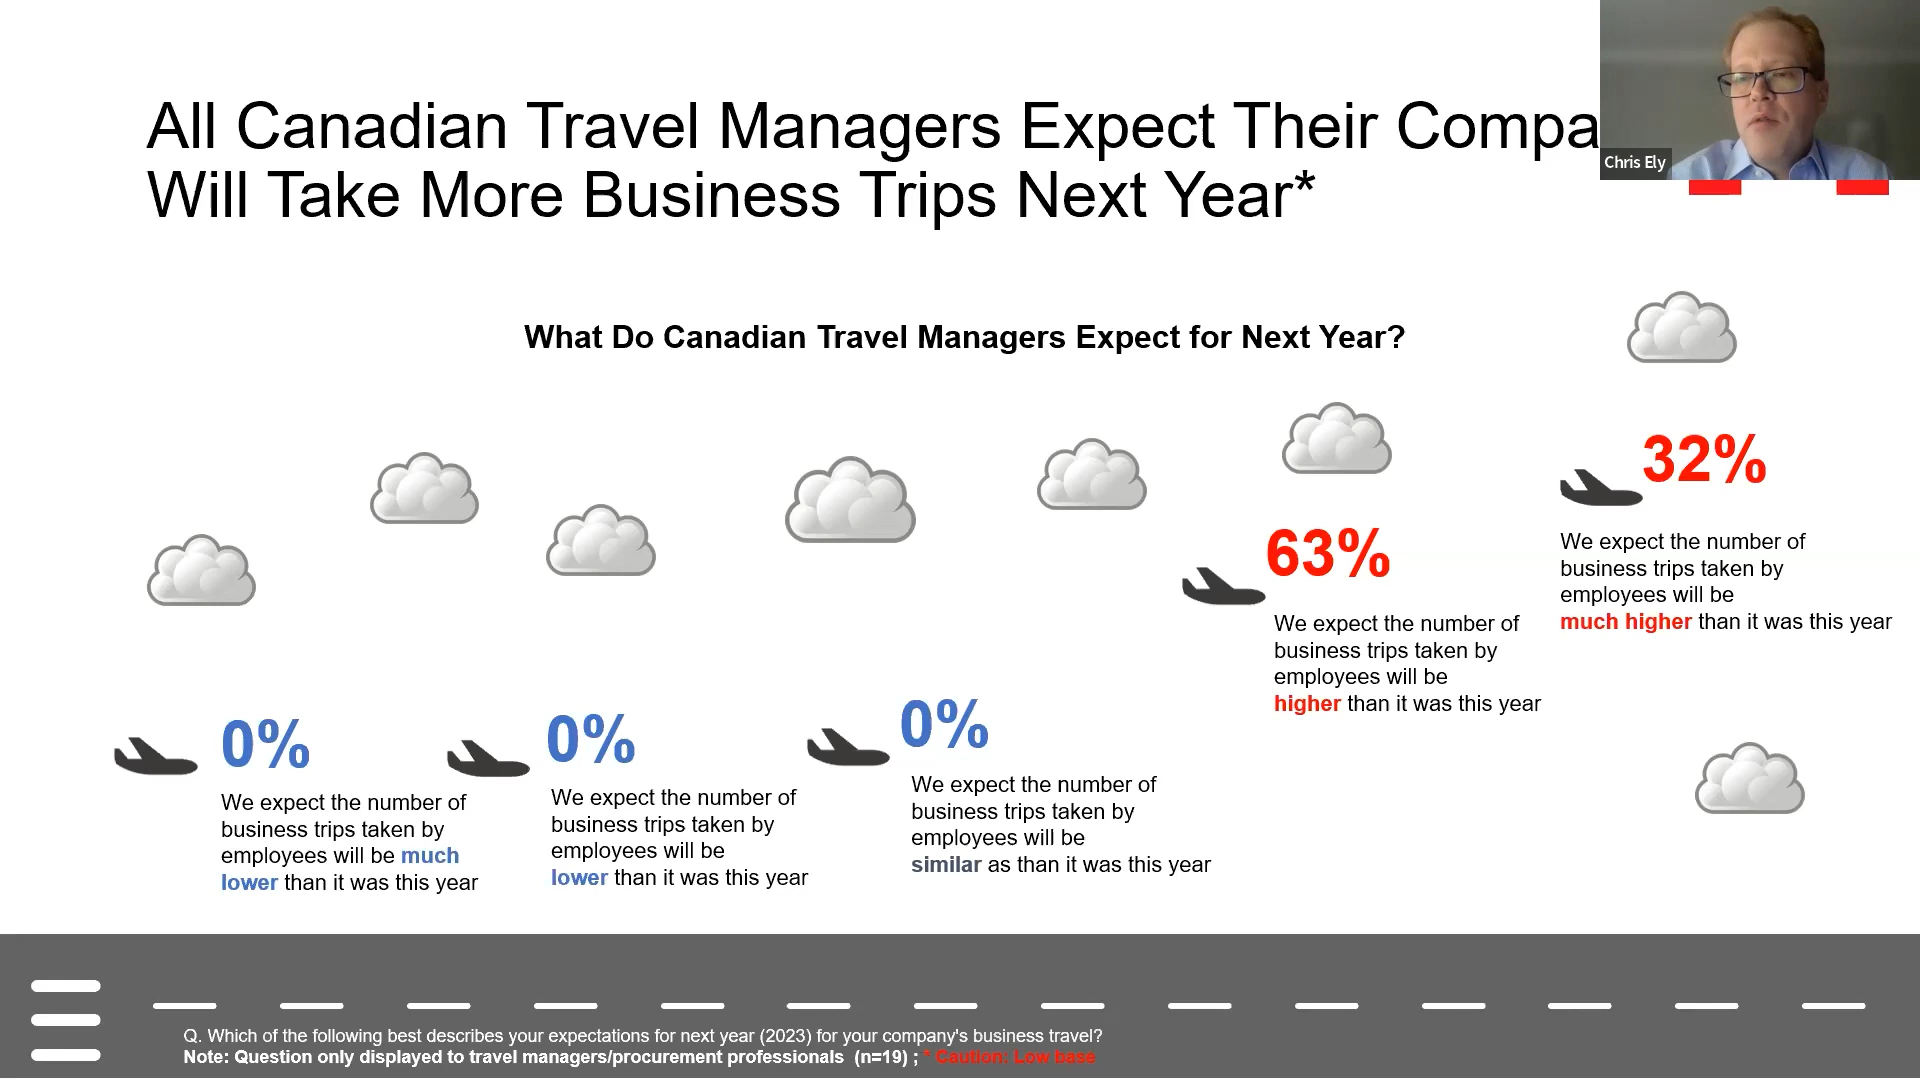 All Canadian Travel Managers Expect Their Compa
Will Take More Business Trips Next Year*
Chris Ely
What Do Canadian Travel Managers Expect for Next Year?
0%
We expect the number of
business trips taken by
employees will be much
lower than it was this year
0%
We expect the number of
business trips taken by
employees will be
lower than it was this year
0%
We expect the number of
business trips taken by
employees will be
similar as than it was this year
63%
We expect the number of
business trips taken by
employees will be
higher than it was this year
32%
We expect the number of
business trips taken by
employees will be
much higher than it was this year
Q. Which of the following best describes your expectations for next year (2023) for your company's business travel?
Note: Question only displayed to travel managers/procurement professionals (n=19) ; * Caution: Low base